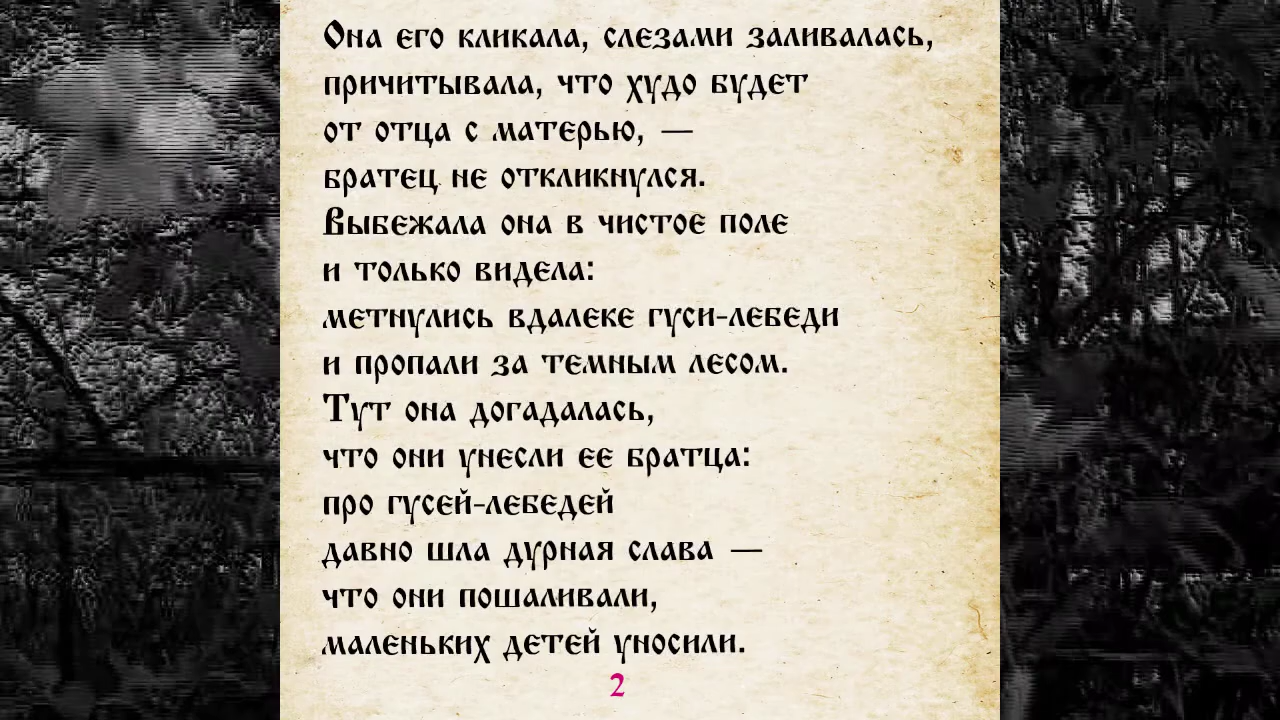 Она его кликала, слезами заливалась,
причитывала, что худо будет
от отца с матерью, —
братец не откликнулся.
Выбежала она в чистое поле
и только видела:
метнулись вдалеке гуси-лебеди
и пропали за темным лесом.
Тут она догадалась,
что они унесли ее братца:
про гусей-лебедей
давно шла дурная слава —
что они пошаливали,
маленьких детей уносили.
2